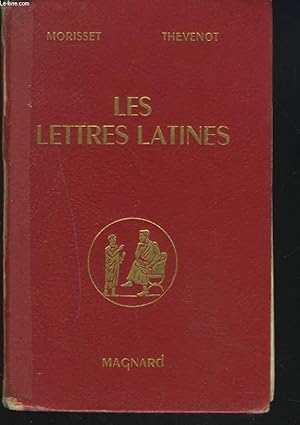 MORISSET THEVENOT
LES
LETTRES LATINES
MAGNARD